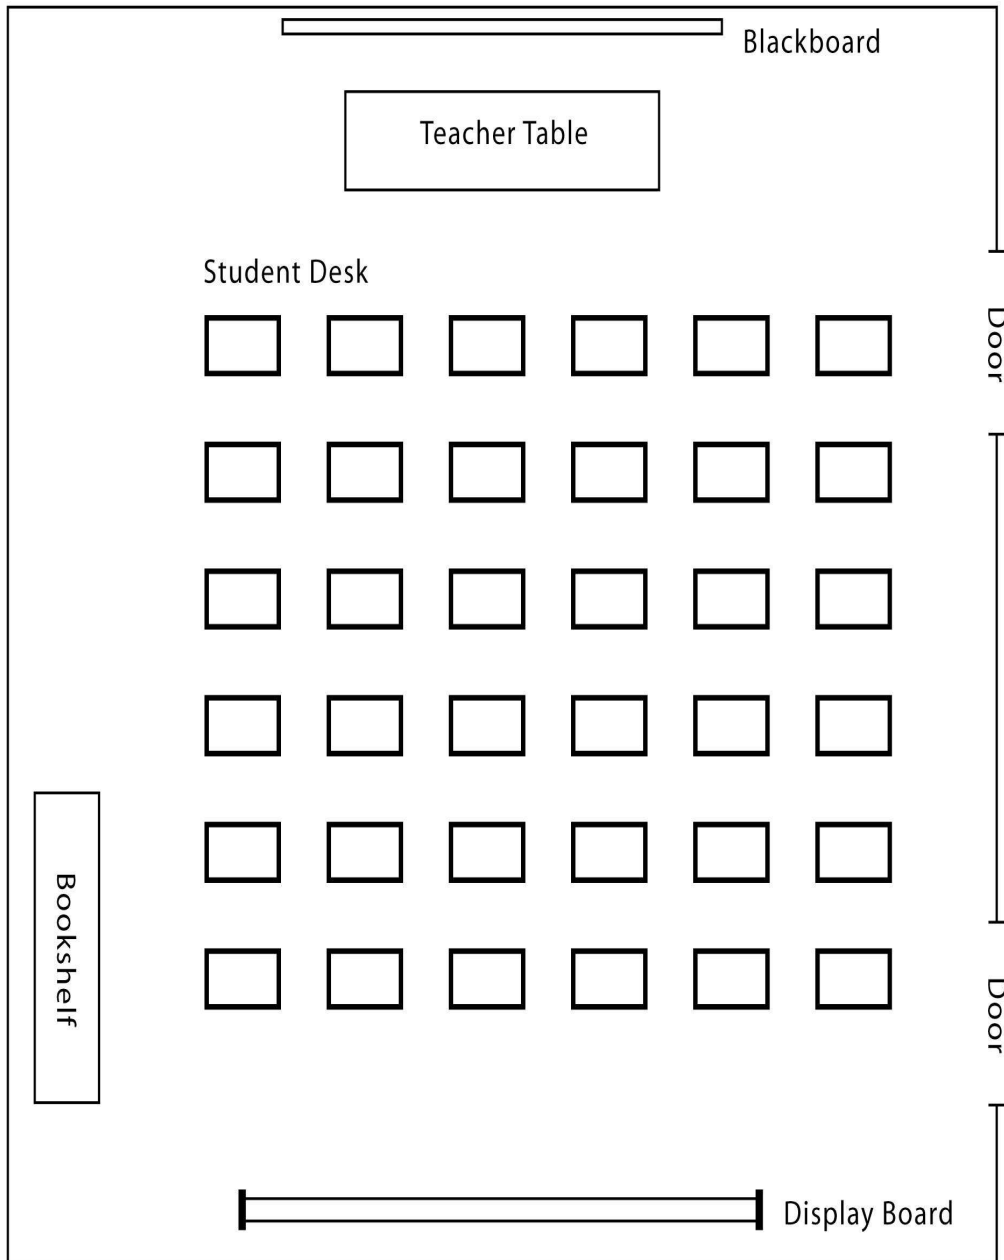 Blackboard
Teacher Table
Student Desk
Door
Bookshelf
Door
Display Board